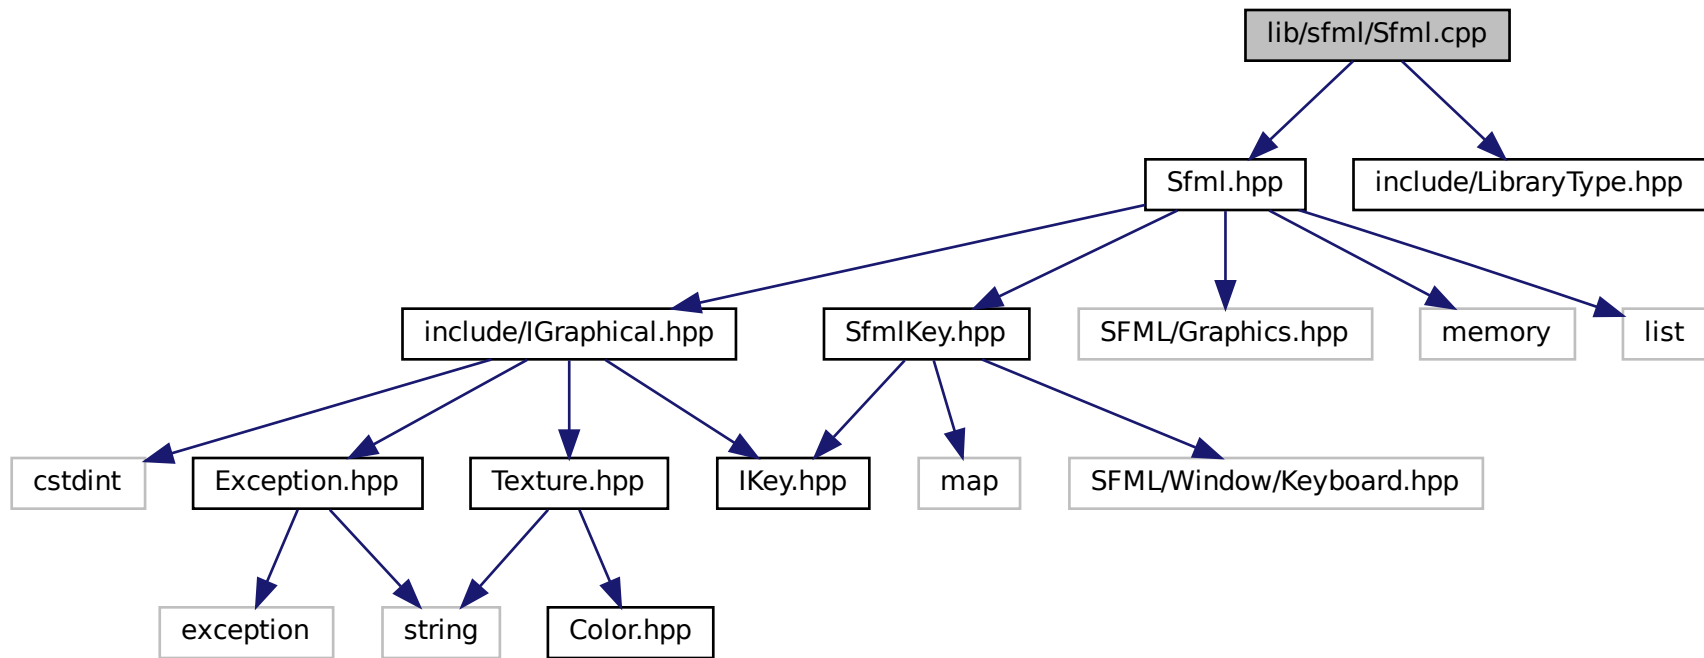 lib/sfml/Sfml.cpp
Sfml.hpp
include/LibraryType.hpp
include/IGraphical.hpp
SfmlKey.hpp
SFML/Graphics.hpp
memory
list
cstdint
Exception.hpp
Texture.hpp
IKey.hpp
map
SFML/Window/Keyboard.hpp
exception
string
Color.hpp